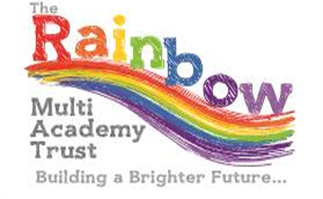 The
Rainbow
Multi
Academy
Trust
Building a Brighter Future...